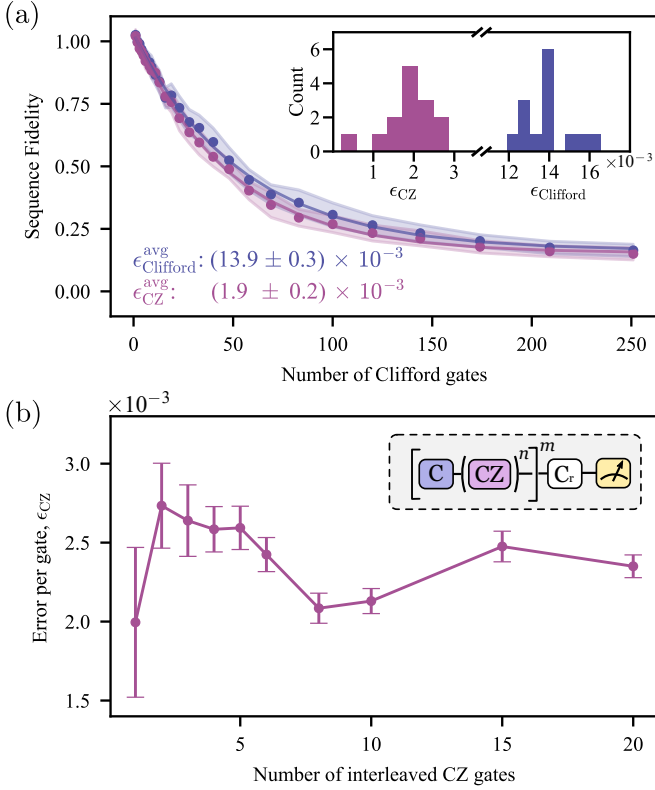 (a)
1.00
0.75
0.50
0.25
0.00
Sequence Fidelity
0 50 100 150 200 250
Number of Clifford gates
ϵ^avg_Clifford: (13.9 ± 0.3) × 10⁻³
ϵ^avg_CZ: (1.9 ± 0.2) × 10⁻³
6
4
2
0
Count
1 2 3 12 14 16 ×10⁻³
ϵ_CZ ϵ_Clifford
(b)
×10⁻³
3.0
2.5
2.0
1.5
Error per gate, ϵ_CZ
[C (CZ)ⁿ]ᵐ Cᵣ
5 10 15 20
Number of interleaved CZ gates